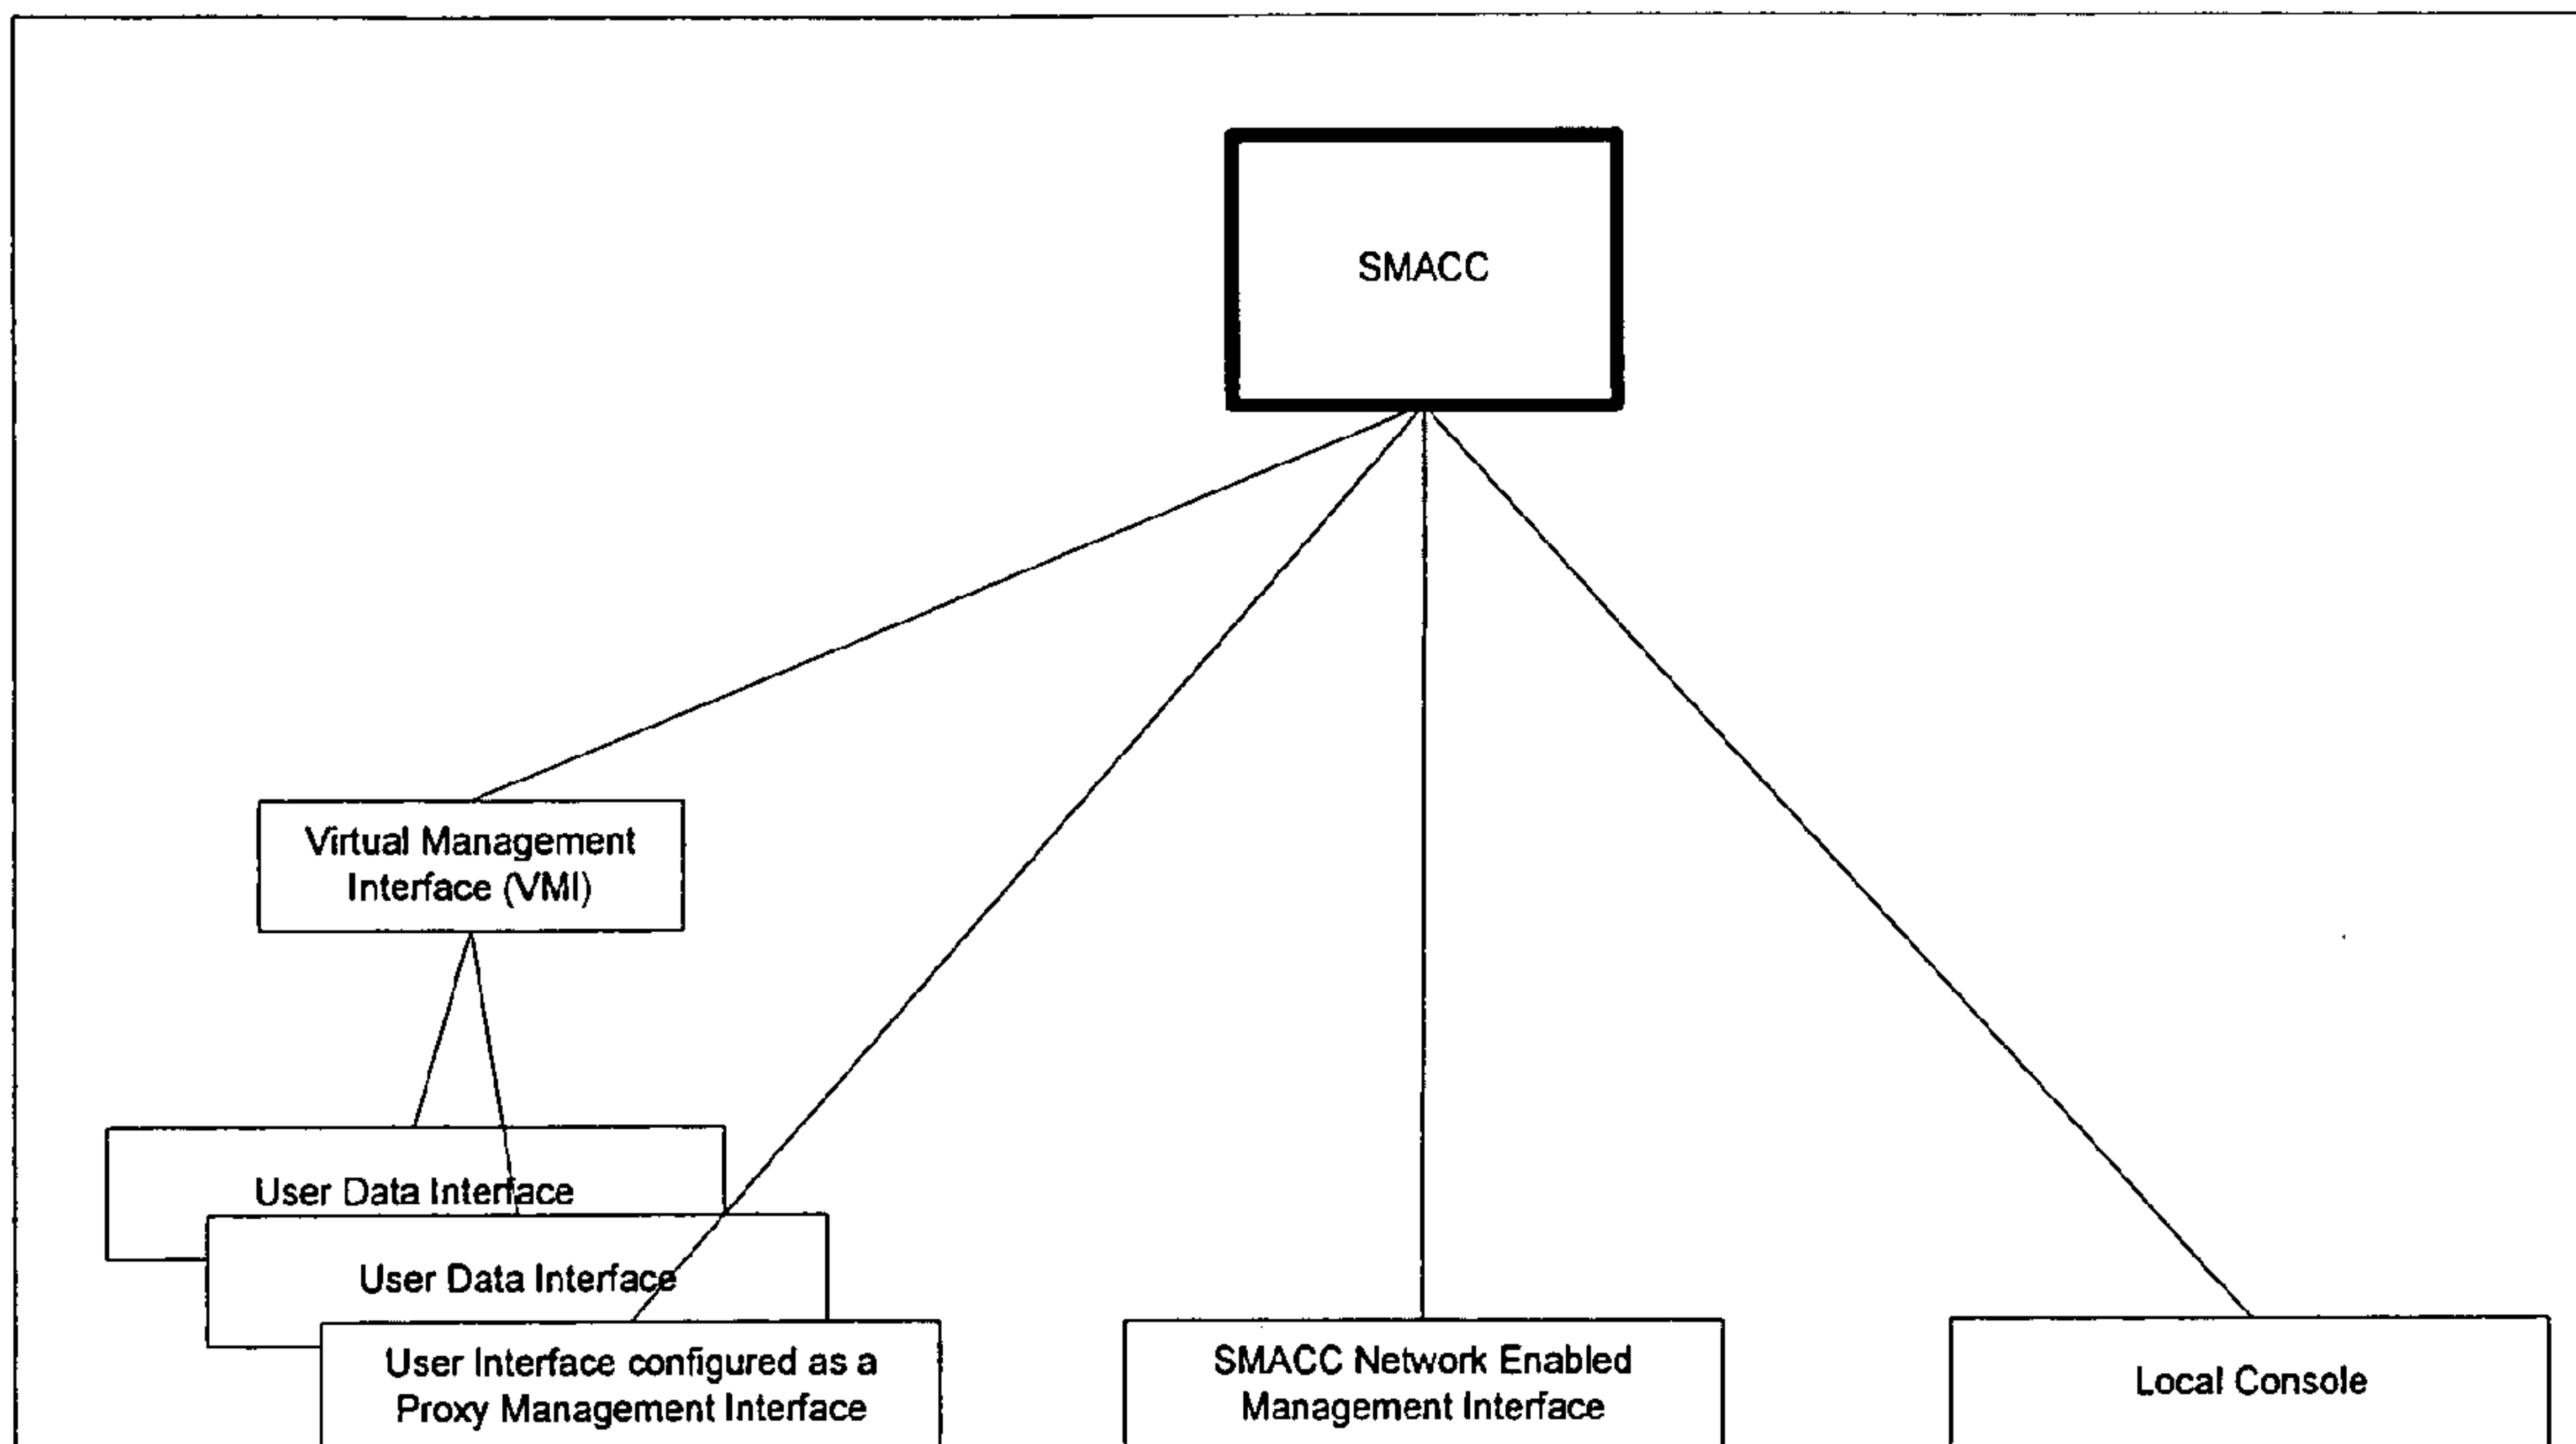 SMACC
Virtual Management
Interface (VMI)
User Data Interface
User Data Interface
User Interface configured as a
Proxy Management Interface
SMACC Network Enabled
Management Interface
Local Console